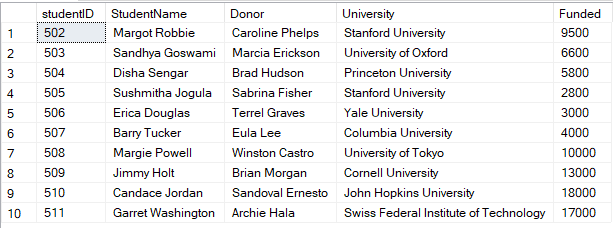 studentID StudentName Donor University Funded
1 502 Margot Robbie Caroline Phelps Stanford University 9500
2 503 Sandhya Goswami Marcia Erickson University of Oxford 6600
3 504 Disha Sengar Brad Hudson Princeton University 5800
4 505 Sushmitha Jogula Sabrina Fisher Stanford University 2800
5 506 Erica Douglas Terrel Graves Yale University 3000
6 507 Barry Tucker Eula Lee Columbia University 4000
7 508 Margie Powell Winston Castro University of Tokyo 10000
8 509 Jimmy Holt Brian Morgan Cornell University 13000
9 510 Candace Jordan Sandoval Ernesto John Hopkins University 18000
10 511 Garret Washington Archie Hala Swiss Federal Institute of Technology 17000